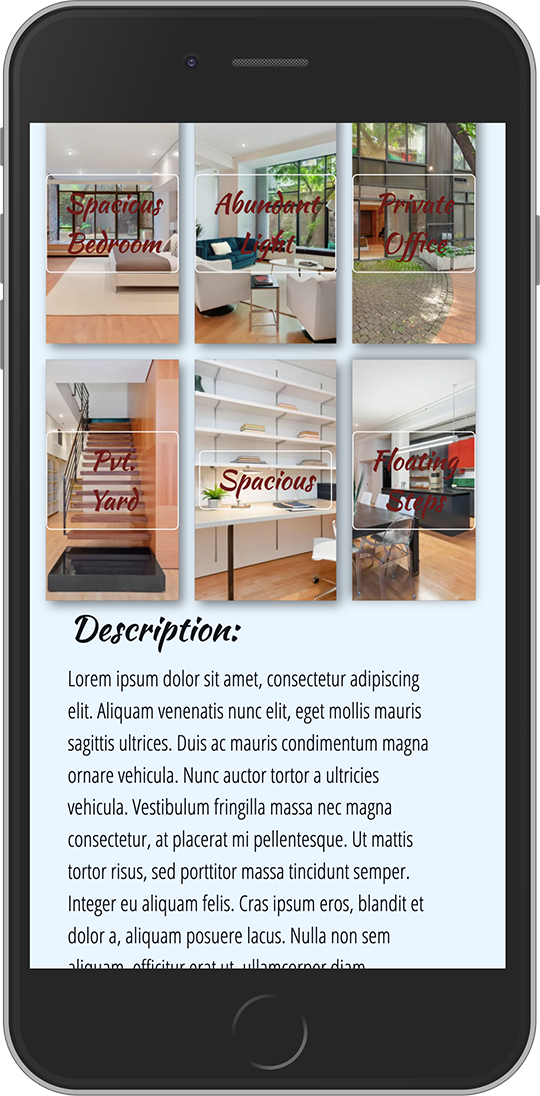 Spacious Abundant Private
Bedroom Light Office
Pvt. Floating
Yard Spacious Steps
Description:
Lorem ipsum dolor sit amet, consectetur adipiscing
elit. Aliquam venenatis nunc elit, eget mollis mauris
sagittis ultrices. Duis ac mauris condimentum magna
ornare vehicula. Nunc auctor tortor a ultricies
vehicula. Vestibulum fringilla massa nec magna
consectetur, at placerat mi pellentesque. Ut mattis
tortor risus, sed porttitor massa tincidunt semper.
Integer eu aliquam felis. Cras ipsum eros, blandit et
dolor a, aliquam posuere lacus. Nulla non sem
aliquam, efficitur erat ut, ullamcorper diam